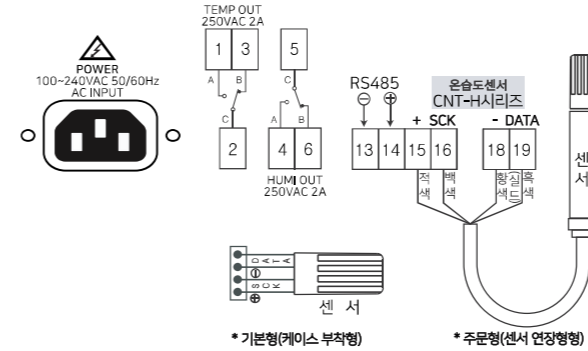 TEMP OUT
250VAC 2A
1 3
A B
C
2
5
C
A B
4 6
HUMI OUT
250VAC 2A
POWER
100~240VAC 50/60Hz
AC INPUT
RS485
⊖ ⊕
온습도센서
CNT-H시리즈
+ SCK - DATA
13 14 15 16 18 19
적색 백색 황색 (실드) 흑색
센서
DATA
⊖
SCK
⊕
센 서
* 기본형(케이스 부착형)
* 주문형(센서 연장형형)